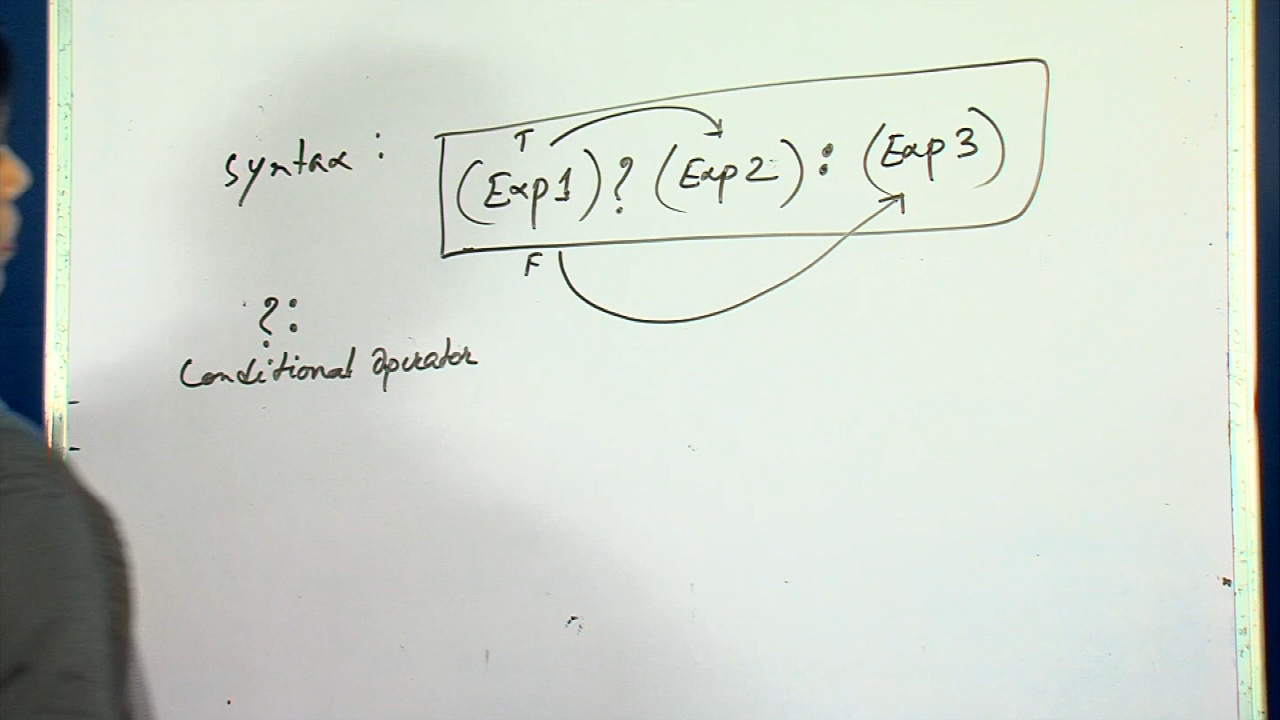 syntax : (Exp1) ? (Exp2) : (Exp3)
T
F
? :
Conditional operator